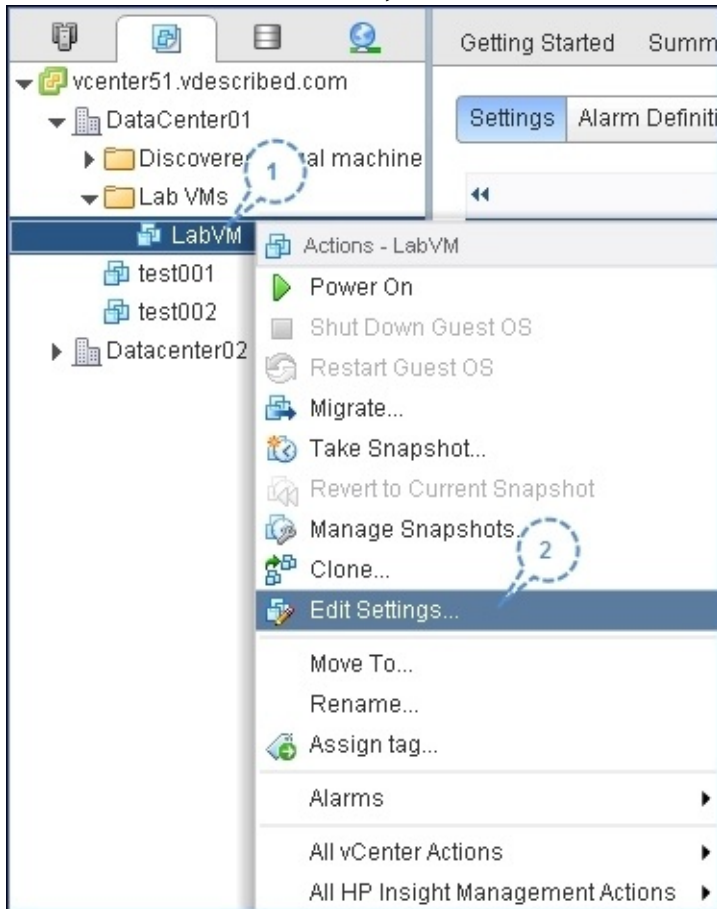 Getting Started Summ
vcenter51.vdescribed.com
DataCenter01
Settings Alarm Definiti
Discovere al machine
1
Lab VMs
LabVM
Actions - LabVM
test001
Power On
test002
Shut Down Guest OS
Datacenter02
Restart Guest OS
Migrate...
Take Snapshot...
Revert to Current Snapshot
Manage Snapshots.
2
Clone...
Edit Settings...
Move To...
Rename...
Assign tag...
Alarms
All vCenter Actions
All HP Insight Management Actions